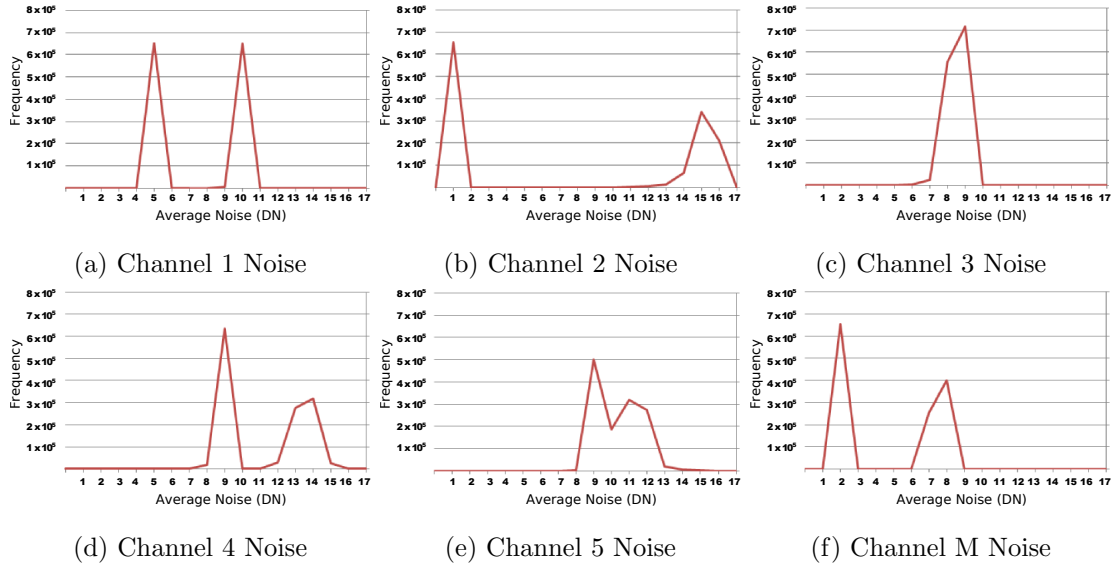 8 x 10⁵
7 x 10⁵
6 x 10⁵
5 x 10⁵
4 x 10⁵
3 x 10⁵
2 x 10⁵
1 x 10⁵
Frequency
1 2 3 4 5 6 7 8 9 10 11 12 13 14 15 16 17
Average Noise (DN)
(a) Channel 1 Noise
8 x 10⁵
7 x 10⁵
6 x 10⁵
5 x 10⁵
4 x 10⁵
3 x 10⁵
2 x 10⁵
1 x 10⁵
Frequency
1 2 3 4 5 6 7 8 9 10 11 12 13 14 15 16 17
Average Noise (DN)
(b) Channel 2 Noise
8 x 10⁵
7 x 10⁵
6 x 10⁵
5 x 10⁵
4 x 10⁵
3 x 10⁵
2 x 10⁵
1 x 10⁵
Frequency
1 2 3 4 5 6 7 8 9 10 11 12 13 14 15 16 17
Average Noise (DN)
(c) Channel 3 Noise
8 x 10⁵
7 x 10⁵
6 x 10⁵
5 x 10⁵
4 x 10⁵
3 x 10⁵
2 x 10⁵
1 x 10⁵
Frequency
1 2 3 4 5 6 7 8 9 10 11 12 13 14 15 16 17
Average Noise (DN)
(d) Channel 4 Noise
8 x 10⁵
7 x 10⁵
6 x 10⁵
5 x 10⁵
4 x 10⁵
3 x 10⁵
2 x 10⁵
1 x 10⁵
Frequency
1 2 3 4 5 6 7 8 9 10 11 12 13 14 15 16 17
Average Noise (DN)
(e) Channel 5 Noise
8 x 10⁵
7 x 10⁵
6 x 10⁵
5 x 10⁵
4 x 10⁵
3 x 10⁵
2 x 10⁵
1 x 10⁵
Frequency
1 2 3 4 5 6 7 8 9 10 11 12 13 14 15 16 17
Average Noise (DN)
(f) Channel M Noise